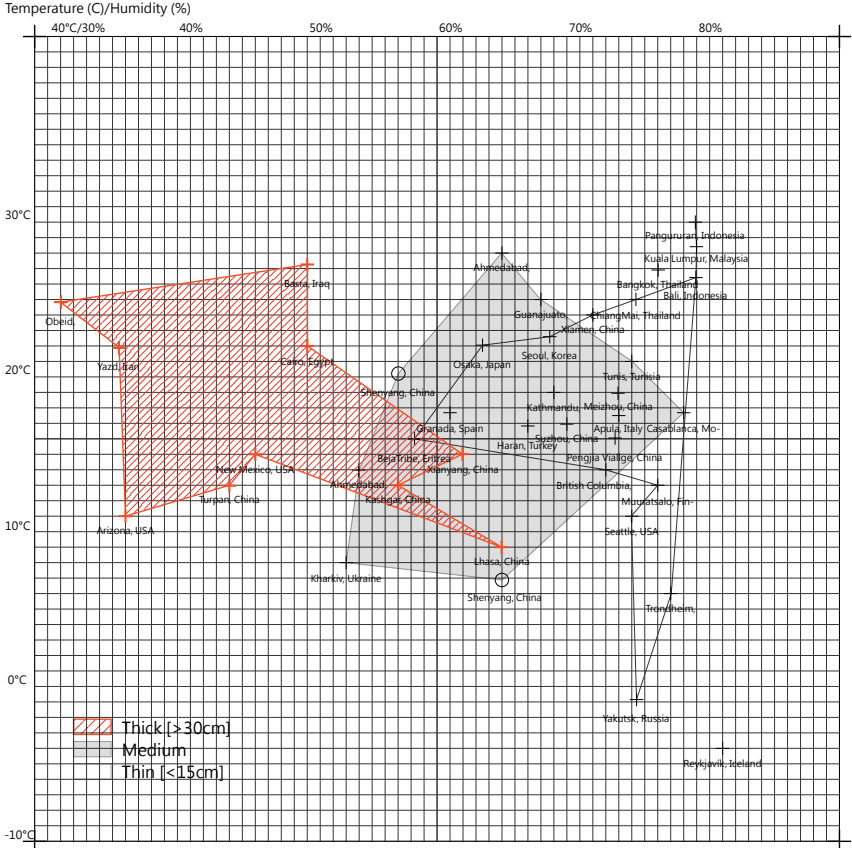 Temperature (C)/Humidity (%)
40°C/30% 40% 50% 60% 70% 80%
30°C
Pangururan, Indonesia
Kuala Lumpur, Malaysia
Ahmedabad,
Basra, Iraq
Bangkok, Thailand
Bali, Indonesia
Obeid,
Guanajuato,
ChiangMai, Thailand
Xiamen, China
Seoul, Korea
Cairo, Egypt
Yazd, Iran
Osaka, Japan
20°C
Tunis, Turlisia
Shenyang, China
Kathmandu,
Meizhou, China
Granada, Spain
Apula, Italy
Casablanca, Mo-
Suzhou, China
Haran, Turkey
BejaTribe, Eritrea
Pengjia Viallge, China
New Mexico, USA
Xianyang, China
Ahmedabad,
British Columbia,
Turpan, China
Kashgar, China
Muuratsalo, Fin-
10°C
Arizona, USA
Seattle, USA
Lhasa, China
Kharkiv, Ukraine
Shenyang, China
Trondheim,
0°C
Yakutsk, Russia
Thick [>30cm]
Medium
Thin [<15cm]
Reykjavik, Iceland
-10°C